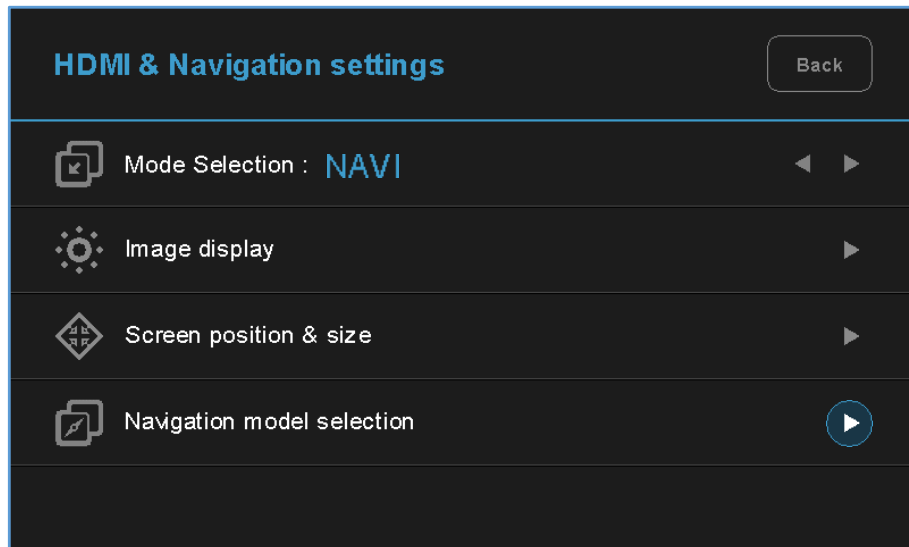 HDMI & Navigation settings
Back
Mode Selection : NAVI
Image display
Screen position & size
Navigation model selection